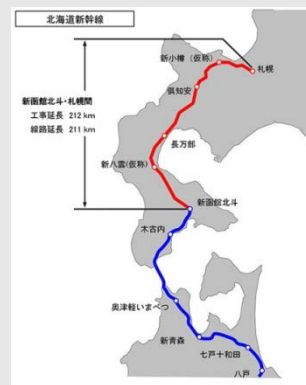 北海道新幹線
新小樽(仮称)
札幌
倶知安
新函館北斗・札幌間
工事延長 212 km
線路延長 211 km
長万部
新八雲(仮称)
新函館北斗
木古内
奥津軽いまべつ
新青森
七戸十和田
八戸